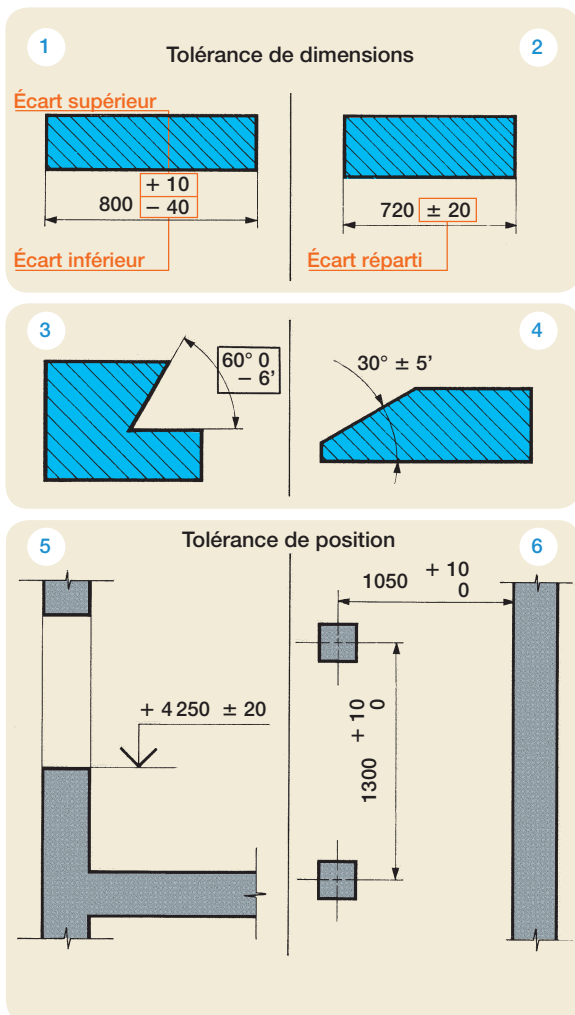 1
Tolérance de dimensions
2
Écart supérieur
800 + 10
− 40
Écart inférieur
720 ± 20
Écart réparti
3
60° 0
− 6’
4
30° ± 5’
5
Tolérance de position
6
+ 4 250 ± 20
1050 + 10
0
1300 + 10
0